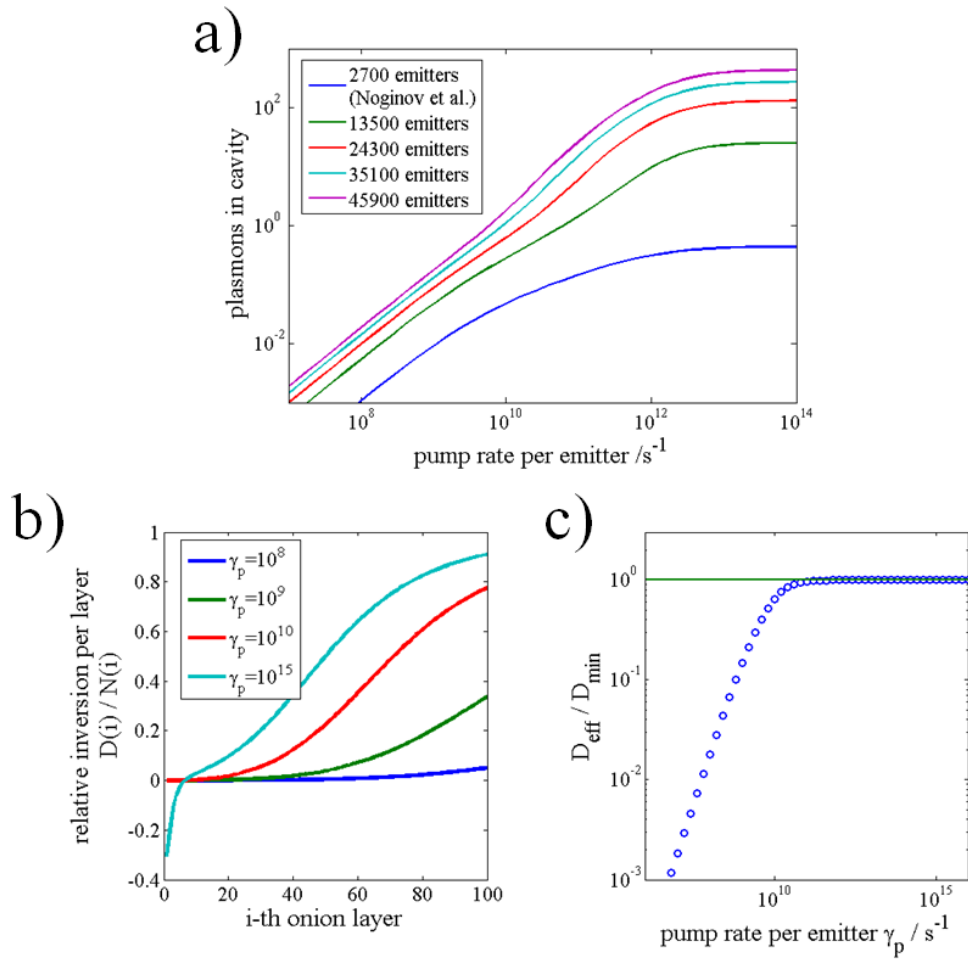 a)
plasmons in cavity
10^2
10^0
10^-2
2700 emitters
(Noginov et al.)
13500 emitters
24300 emitters
35100 emitters
45900 emitters
10^8 10^10 10^12 10^14
pump rate per emitter /s^-1
b)
relative inversion per layer
D(i) / N(i)
1
0.8
0.6
0.4
0.2
0
-0.2
-0.4
γ_p=10^8
γ_p=10^9
γ_p=10^10
γ_p=10^15
0 20 40 60 80 100
i-th onion layer
c)
D_eff / D_min
10^0
10^-1
10^-2
10^-3
10^10 10^15
pump rate per emitter γ_p / s^-1